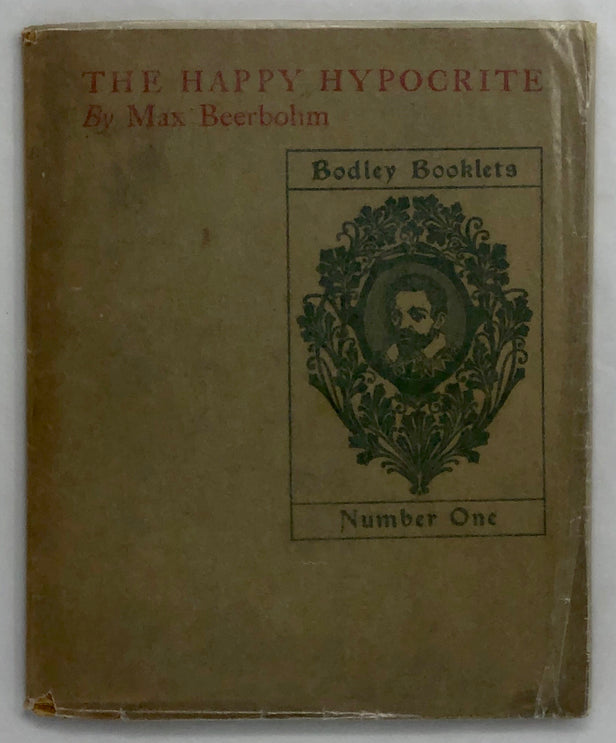 THE HAPPY HYPOCRITE
By Max Beerbohm
Bodley Booklets
Number One